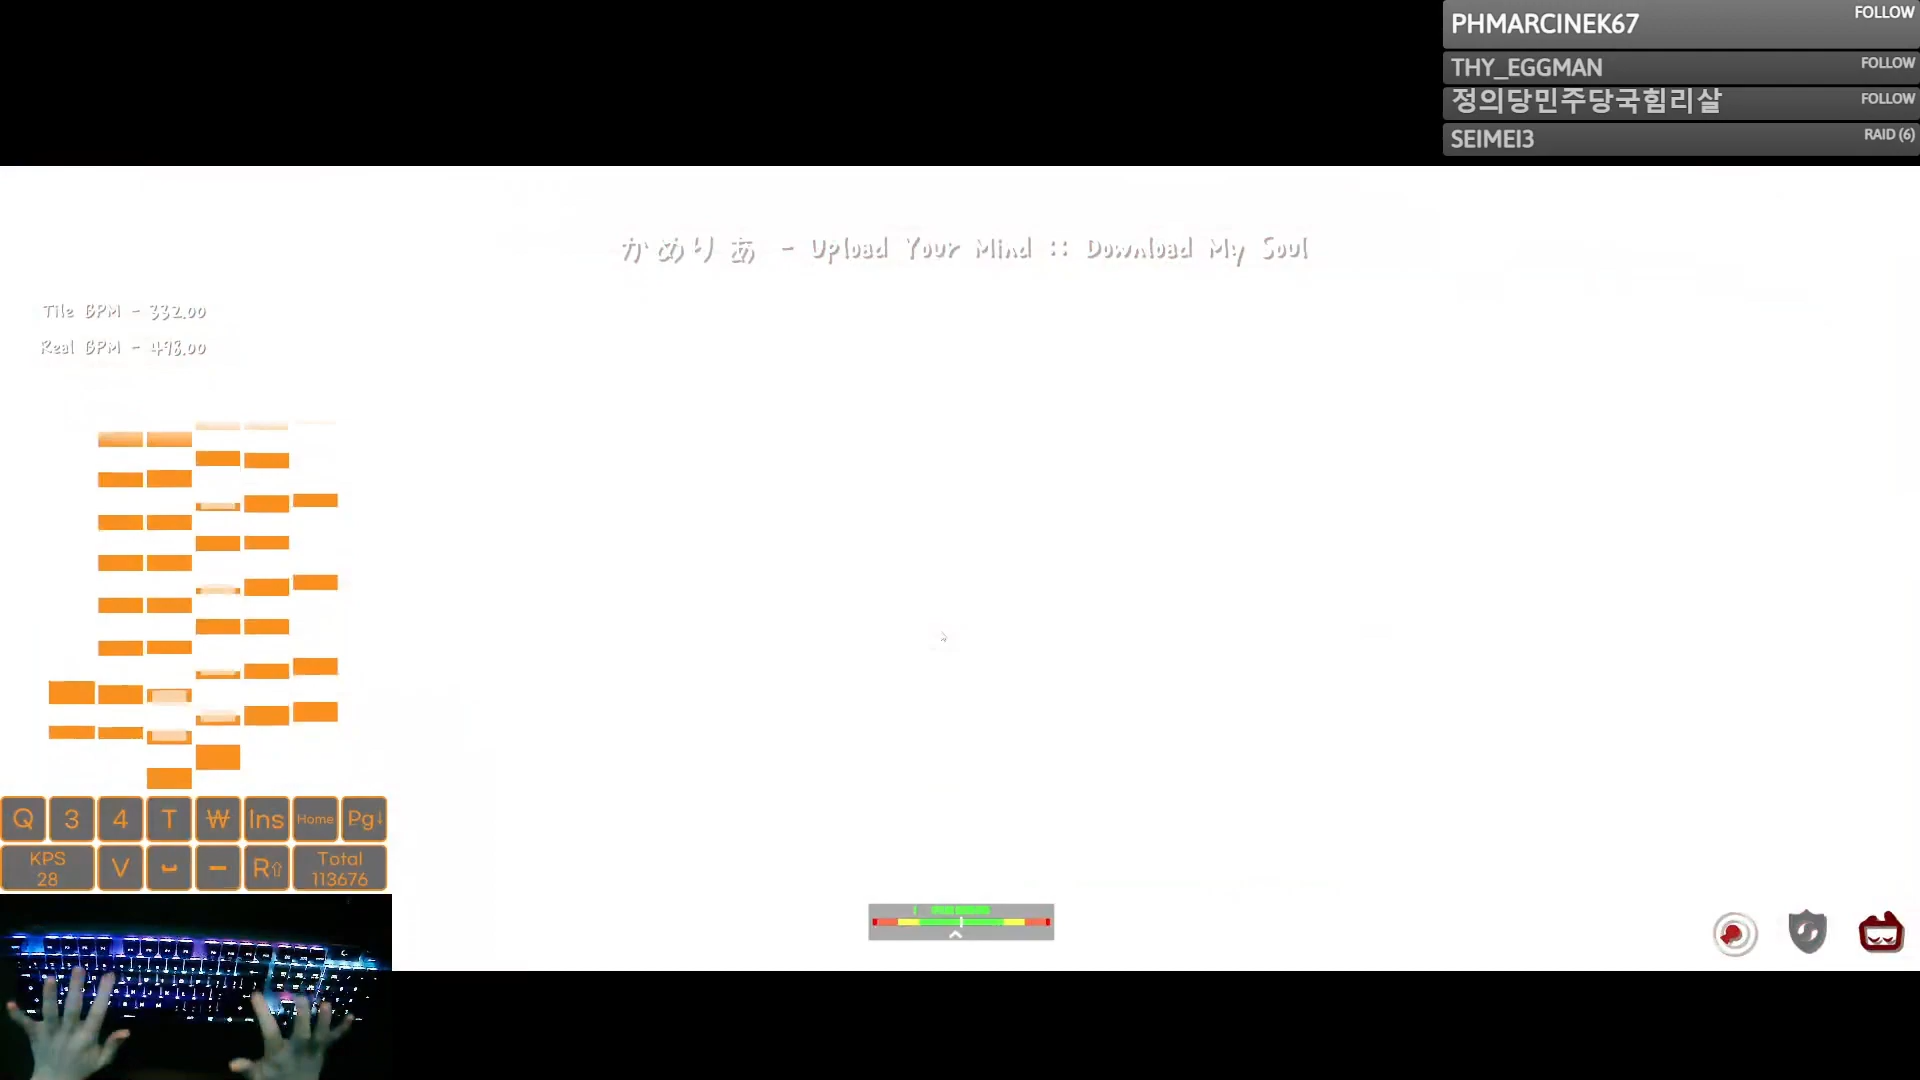 PHMARCINEK67 FOLLOW
THY_EGGMAN FOLLOW
정의당민주당국힘리살 FOLLOW
SEIMEI3 RAID (6)
かめりあ - Upload Your Mind :: Download My Soul
Tile BPM - 332.00
Real BPM - 498.00
Q 3 4 T ₩ Ins Home Pg↓
KPS 28 V ⎵ – R⇧ Total 113676